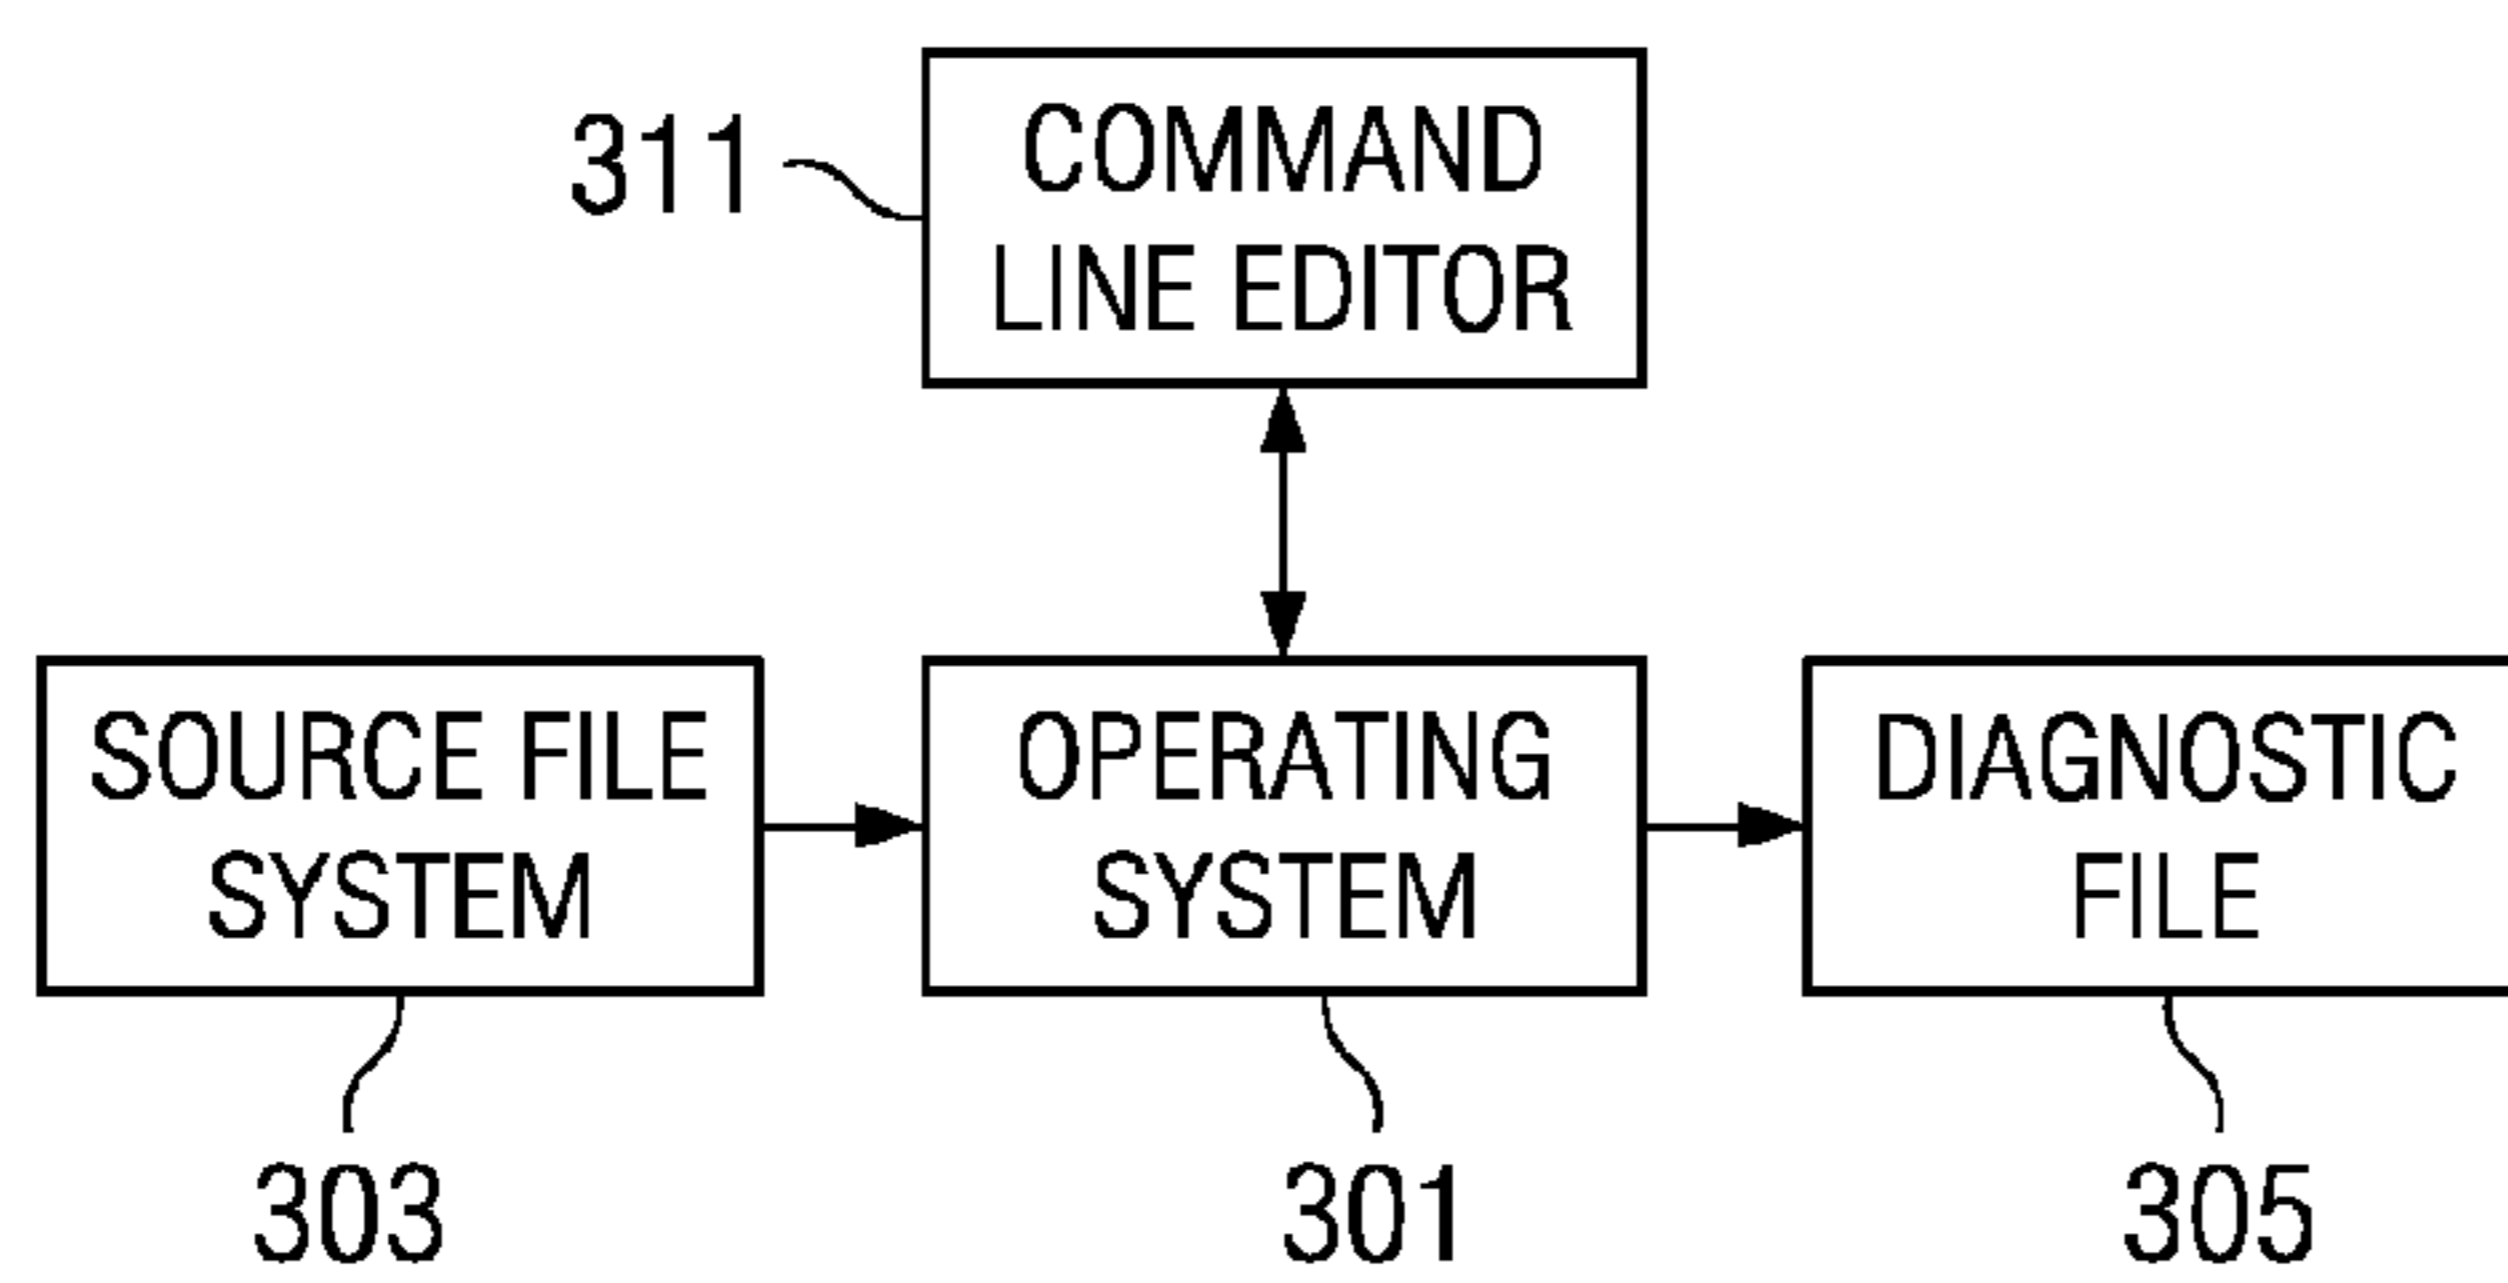 311
COMMAND
LINE EDITOR
SOURCE FILE
SYSTEM
OPERATING
SYSTEM
DIAGNOSTIC
FILE
303
301
305